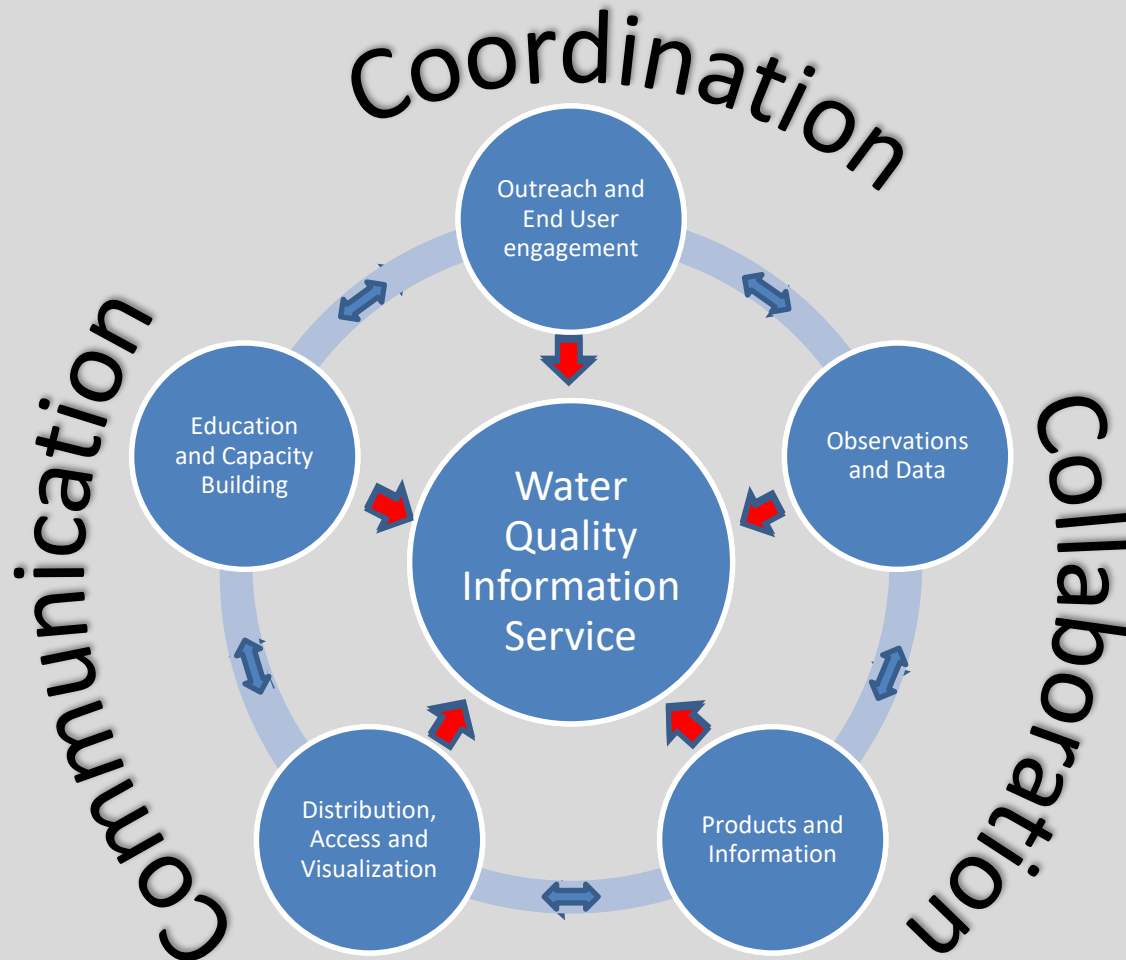 Coordination
Outreach and
End User
engagement
Communication
Education
and Capacity
Building
Observations
and Data
Collaboration
Water
Quality
Information
Service
Distribution,
Access and
Visualization
Products and
Information